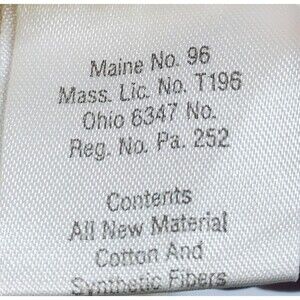 Maine No. 96
Mass. Lic. No. T196
Ohio 6347 No.
Reg. No. Pa. 252
Contents
All New Material
Cotton And
Synthetic Fibers